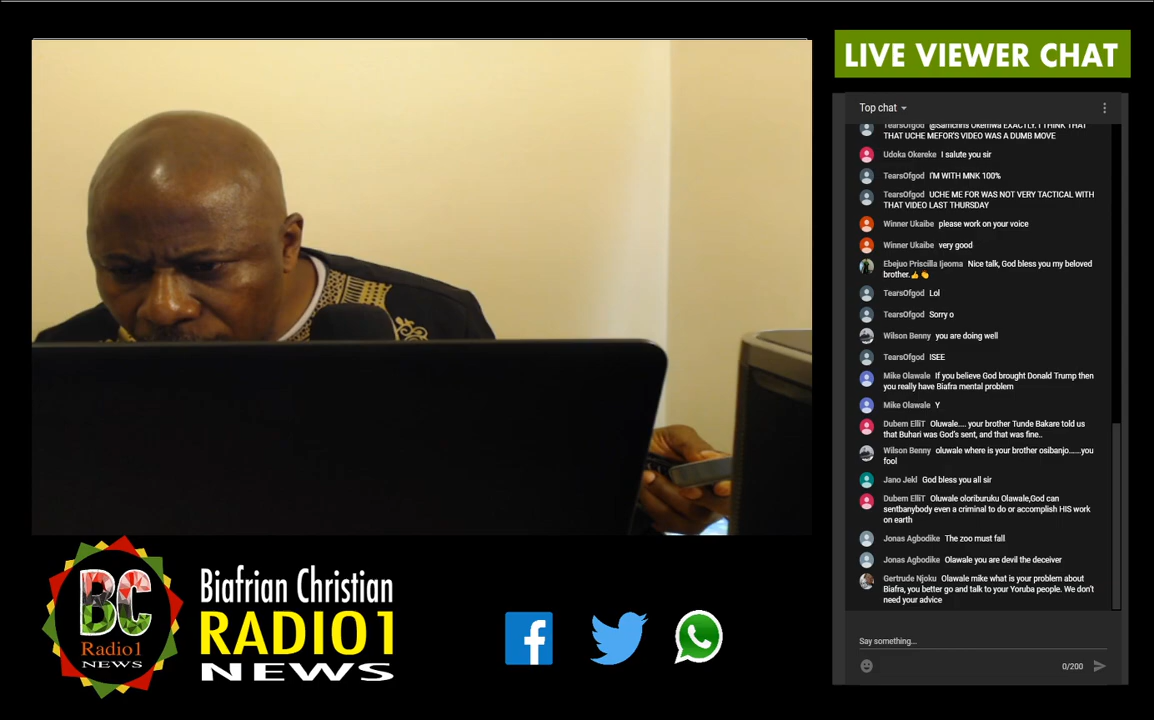 LIVE VIEWER CHAT
Top chat
TearsOfgod @Samchris Okemwa EXACTLY. I THINK THAT
THAT UCHE MEFOR'S VIDEO WAS A DUMB MOVE
Udoka Okereke I salute you sir
TearsOfgod I'M WITH MNK 100%
TearsOfgod UCHE ME FOR WAS NOT VERY TACTICAL WITH
THAT VIDEO LAST THURSDAY
Winner Ukaibe please work on your voice
Winner Ukaibe very good
Ebejuo Priscilla Ijeoma Nice talk, God bless you my beloved
brother.👍👏
TearsOfgod Lol
TearsOfgod Sorry o
Wilson Benny you are doing well
TearsOfgod ISEE
Mike Olawale If you believe God brought Donald Trump then
you really have Biafra mental problem
Mike Olawale Y
Dubem ElliT Oluwale.... your brother Tunde Bakare told us
that Buhari was God's sent, and that was fine..
Wilson Benny oluwale where is your brother osibanjo.......you
fool
Jano Jekl God bless you all sir
Dubem ElliT Oluwale oloriburuku Olawale,God can
sentbanybody even a criminal to do or accomplish HIS work
on earth
Jonas Agbodike The zoo must fall
Jonas Agbodike Olawale you are devil the deceiver
Gertrude Njoku Olawale mike what is your problem about
Biafra, you better go and talk to your Yoruba people. We don't
need your advice
Say something...
0/200
BC
Radio1
NEWS
Biafrian Christian
RADIO1
NEWS